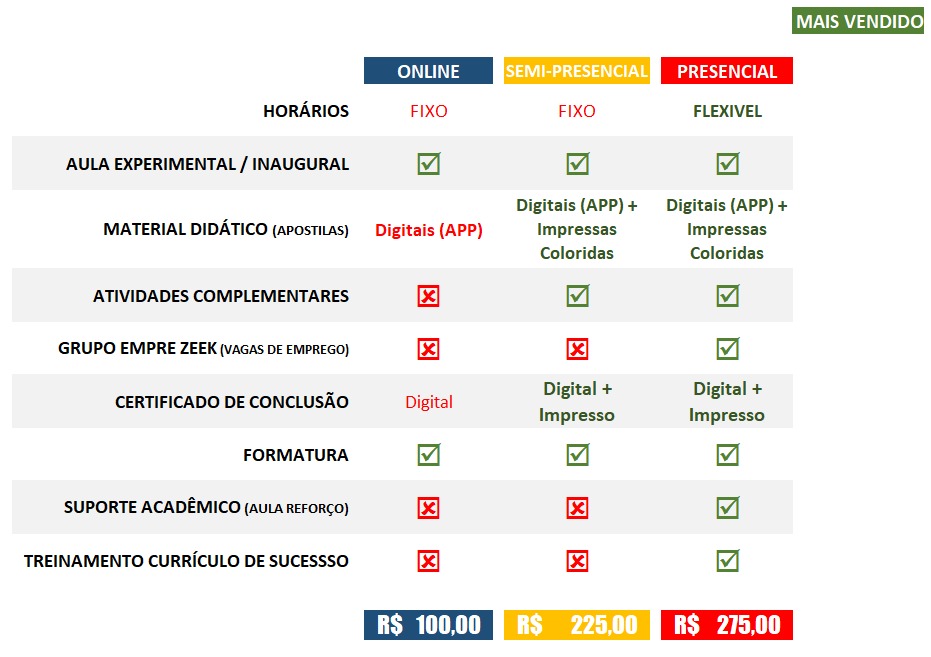 MAIS VENDIDO
ONLINE SEMI-PRESENCIAL PRESENCIAL
HORÁRIOS FIXO FIXO FLEXIVEL
AULA EXPERIMENTAL / INAUGURAL
MATERIAL DIDÁTICO (APOSTILAS) Digitais (APP)
Digitais (APP) +
Impressas
Coloridas
Digitais (APP) +
Impressas
Coloridas
ATIVIDADES COMPLEMENTARES
GRUPO EMPRE ZEEK (VAGAS DE EMPREGO)
CERTIFICADO DE CONCLUSÃO Digital
Digital +
Impresso
Digital +
Impresso
FORMATURA
SUPORTE ACADÊMICO (AULA REFORÇO)
TREINAMENTO CURRÍCULO DE SUCESSSO
R$ 100,00 R$ 225,00 R$ 275,00